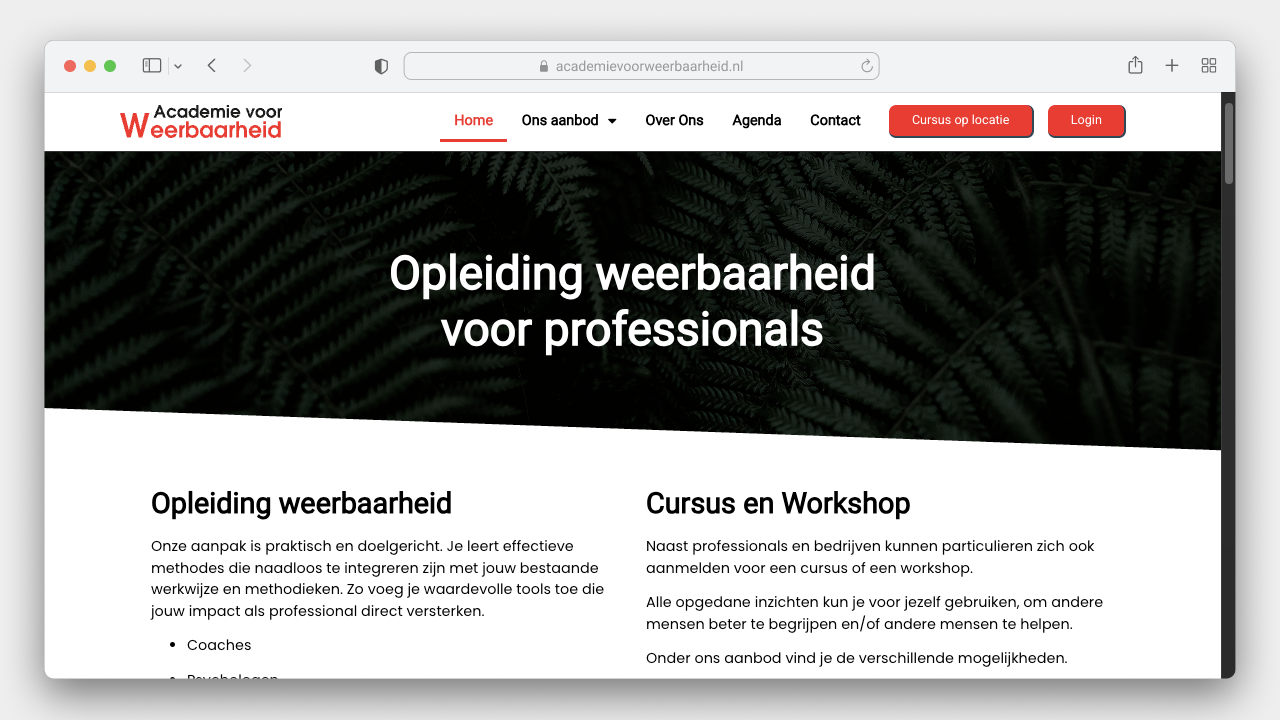 academievoorweerbaarheid.nl
Academie voor
Weerbaarheid
Home Ons aanbod Over Ons Agenda Contact Cursus op locatie Login
Opleiding weerbaarheid
voor professionals
Opleiding weerbaarheid
Onze aanpak is praktisch en doelgericht. Je leert effectieve
methodes die naadloos te integreren zijn met jouw bestaande
werkwijze en methodieken. Zo voeg je waardevolle tools toe die
jouw impact als professional direct versterken.
• Coaches
• Psychologen
Cursus en Workshop
Naast professionals en bedrijven kunnen particulieren zich ook
aanmelden voor een cursus of een workshop.
Alle opgedane inzichten kun je voor jezelf gebruiken, om andere
mensen beter te begrijpen en/of andere mensen te helpen.
Onder ons aanbod vind je de verschillende mogelijkheden.